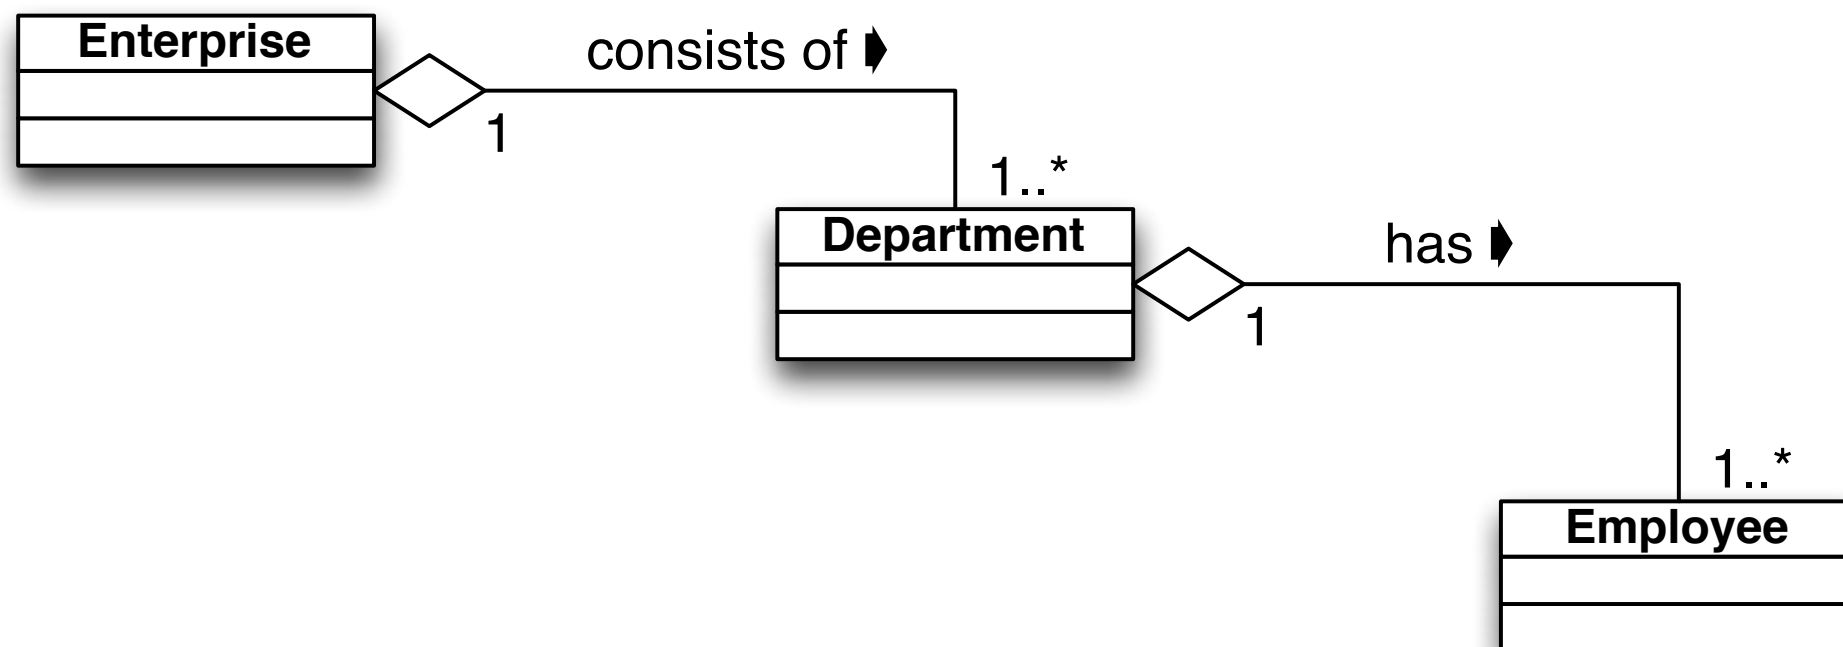 Enterprise
consists of
1
1..*
Department
has
1
1..*
Employee